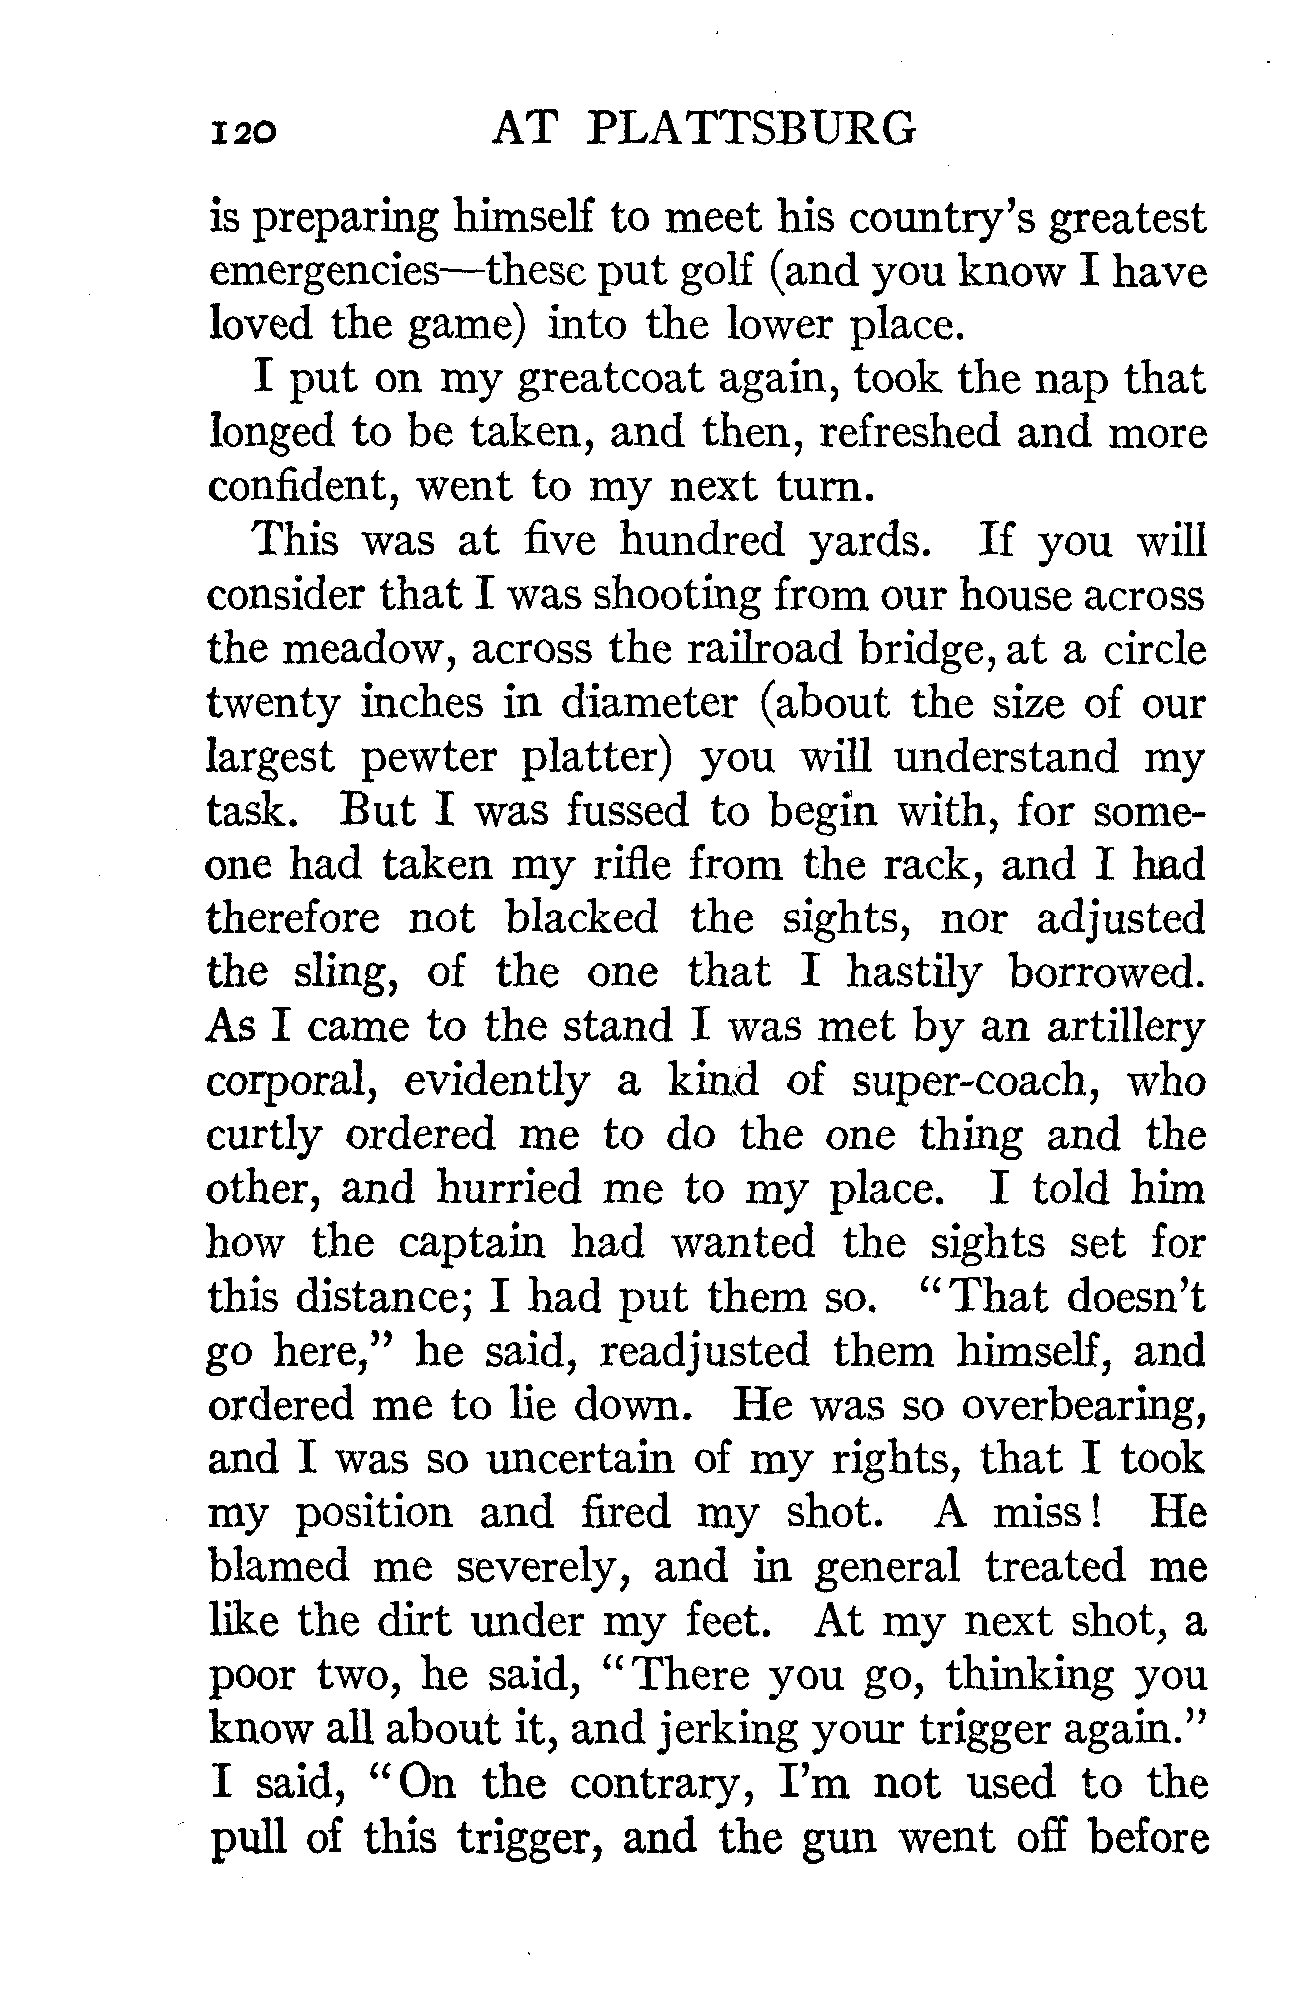 120 AT PLATTSBURG
is preparing himself to meet his country's greatest
emergencies—these put golf (and you know I have
loved the game) into the lower place.
I put on my greatcoat again, took the nap that
longed to be taken, and then, refreshed and more
confident, went to my next turn.
This was at five hundred yards. If you will
consider that I was shooting from our house across
the meadow, across the railroad bridge, at a circle
twenty inches in diameter (about the size of our
largest pewter platter) you will understand my
task. But I was fussed to begin with, for some-
one had taken my rifle from the rack, and I had
therefore not blacked the sights, nor adjusted
the sling, of the one that I hastily borrowed.
As I came to the stand I was met by an artillery
corporal, evidently a kind of super-coach, who
curtly ordered me to do the one thing and the
other, and hurried me to my place. I told him
how the captain had wanted the sights set for
this distance; I had put them so. "That doesn't
go here," he said, readjusted them himself, and
ordered me to lie down. He was so overbearing,
and I was so uncertain of my rights, that I took
my position and fired my shot. A miss! He
blamed me severely, and in general treated me
like the dirt under my feet. At my next shot, a
poor two, he said, "There you go, thinking you
know all about it, and jerking your trigger again."
I said, "On the contrary, I'm not used to the
pull of this trigger, and the gun went off before